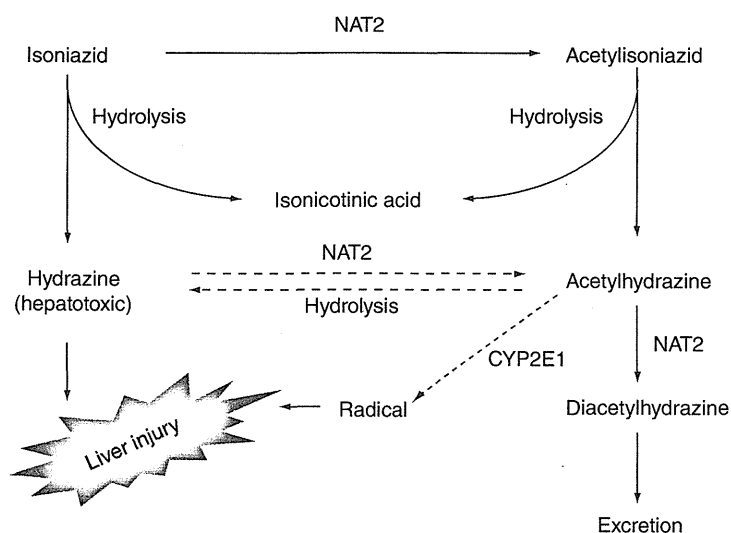 NAT2
Isoniazid
Acetylisoniazid
Hydrolysis
Hydrolysis
Isonicotinic acid
NAT2
Hydrazine
(hepatotoxic)
Acetylhydrazine
Hydrolysis
CYP2E1
NAT2
Radical
Diacetylhydrazine
Liver injury
Excretion